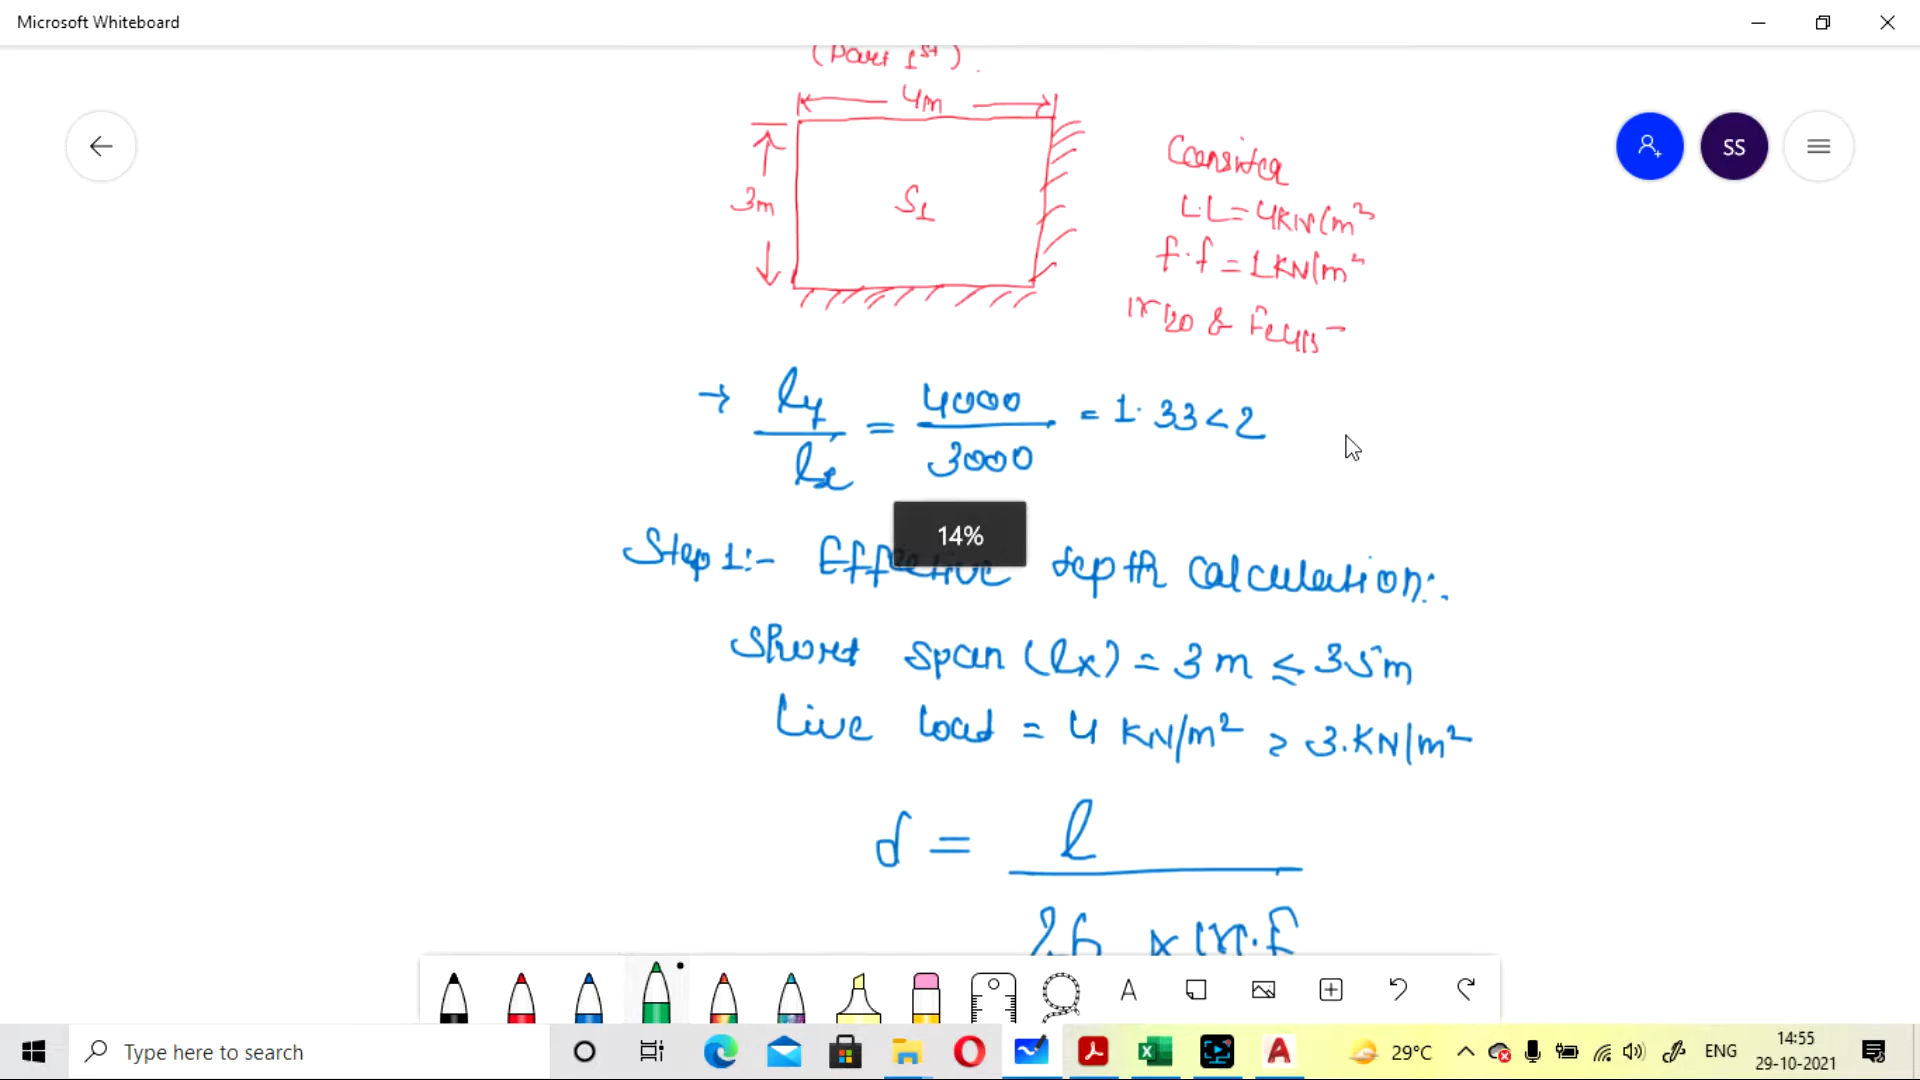 Microsoft Whiteboard
(Part 1st).
4m
3m
S1
SS
L.L = 4KN/m²
f.f = 1KN/m²
M20 & Fe415
→ ly/lx = 4000/3000 = 1.33 < 2
14%
Step 1:- Effective depth calculation:.
Short span (lx) = 3m ≤ 3.5m
Live load = 4 KN/m² ≥ 3.KN/m²
d = l
26 x M.F
A
Type here to search
29°C
ENG
14:55
29-10-2021